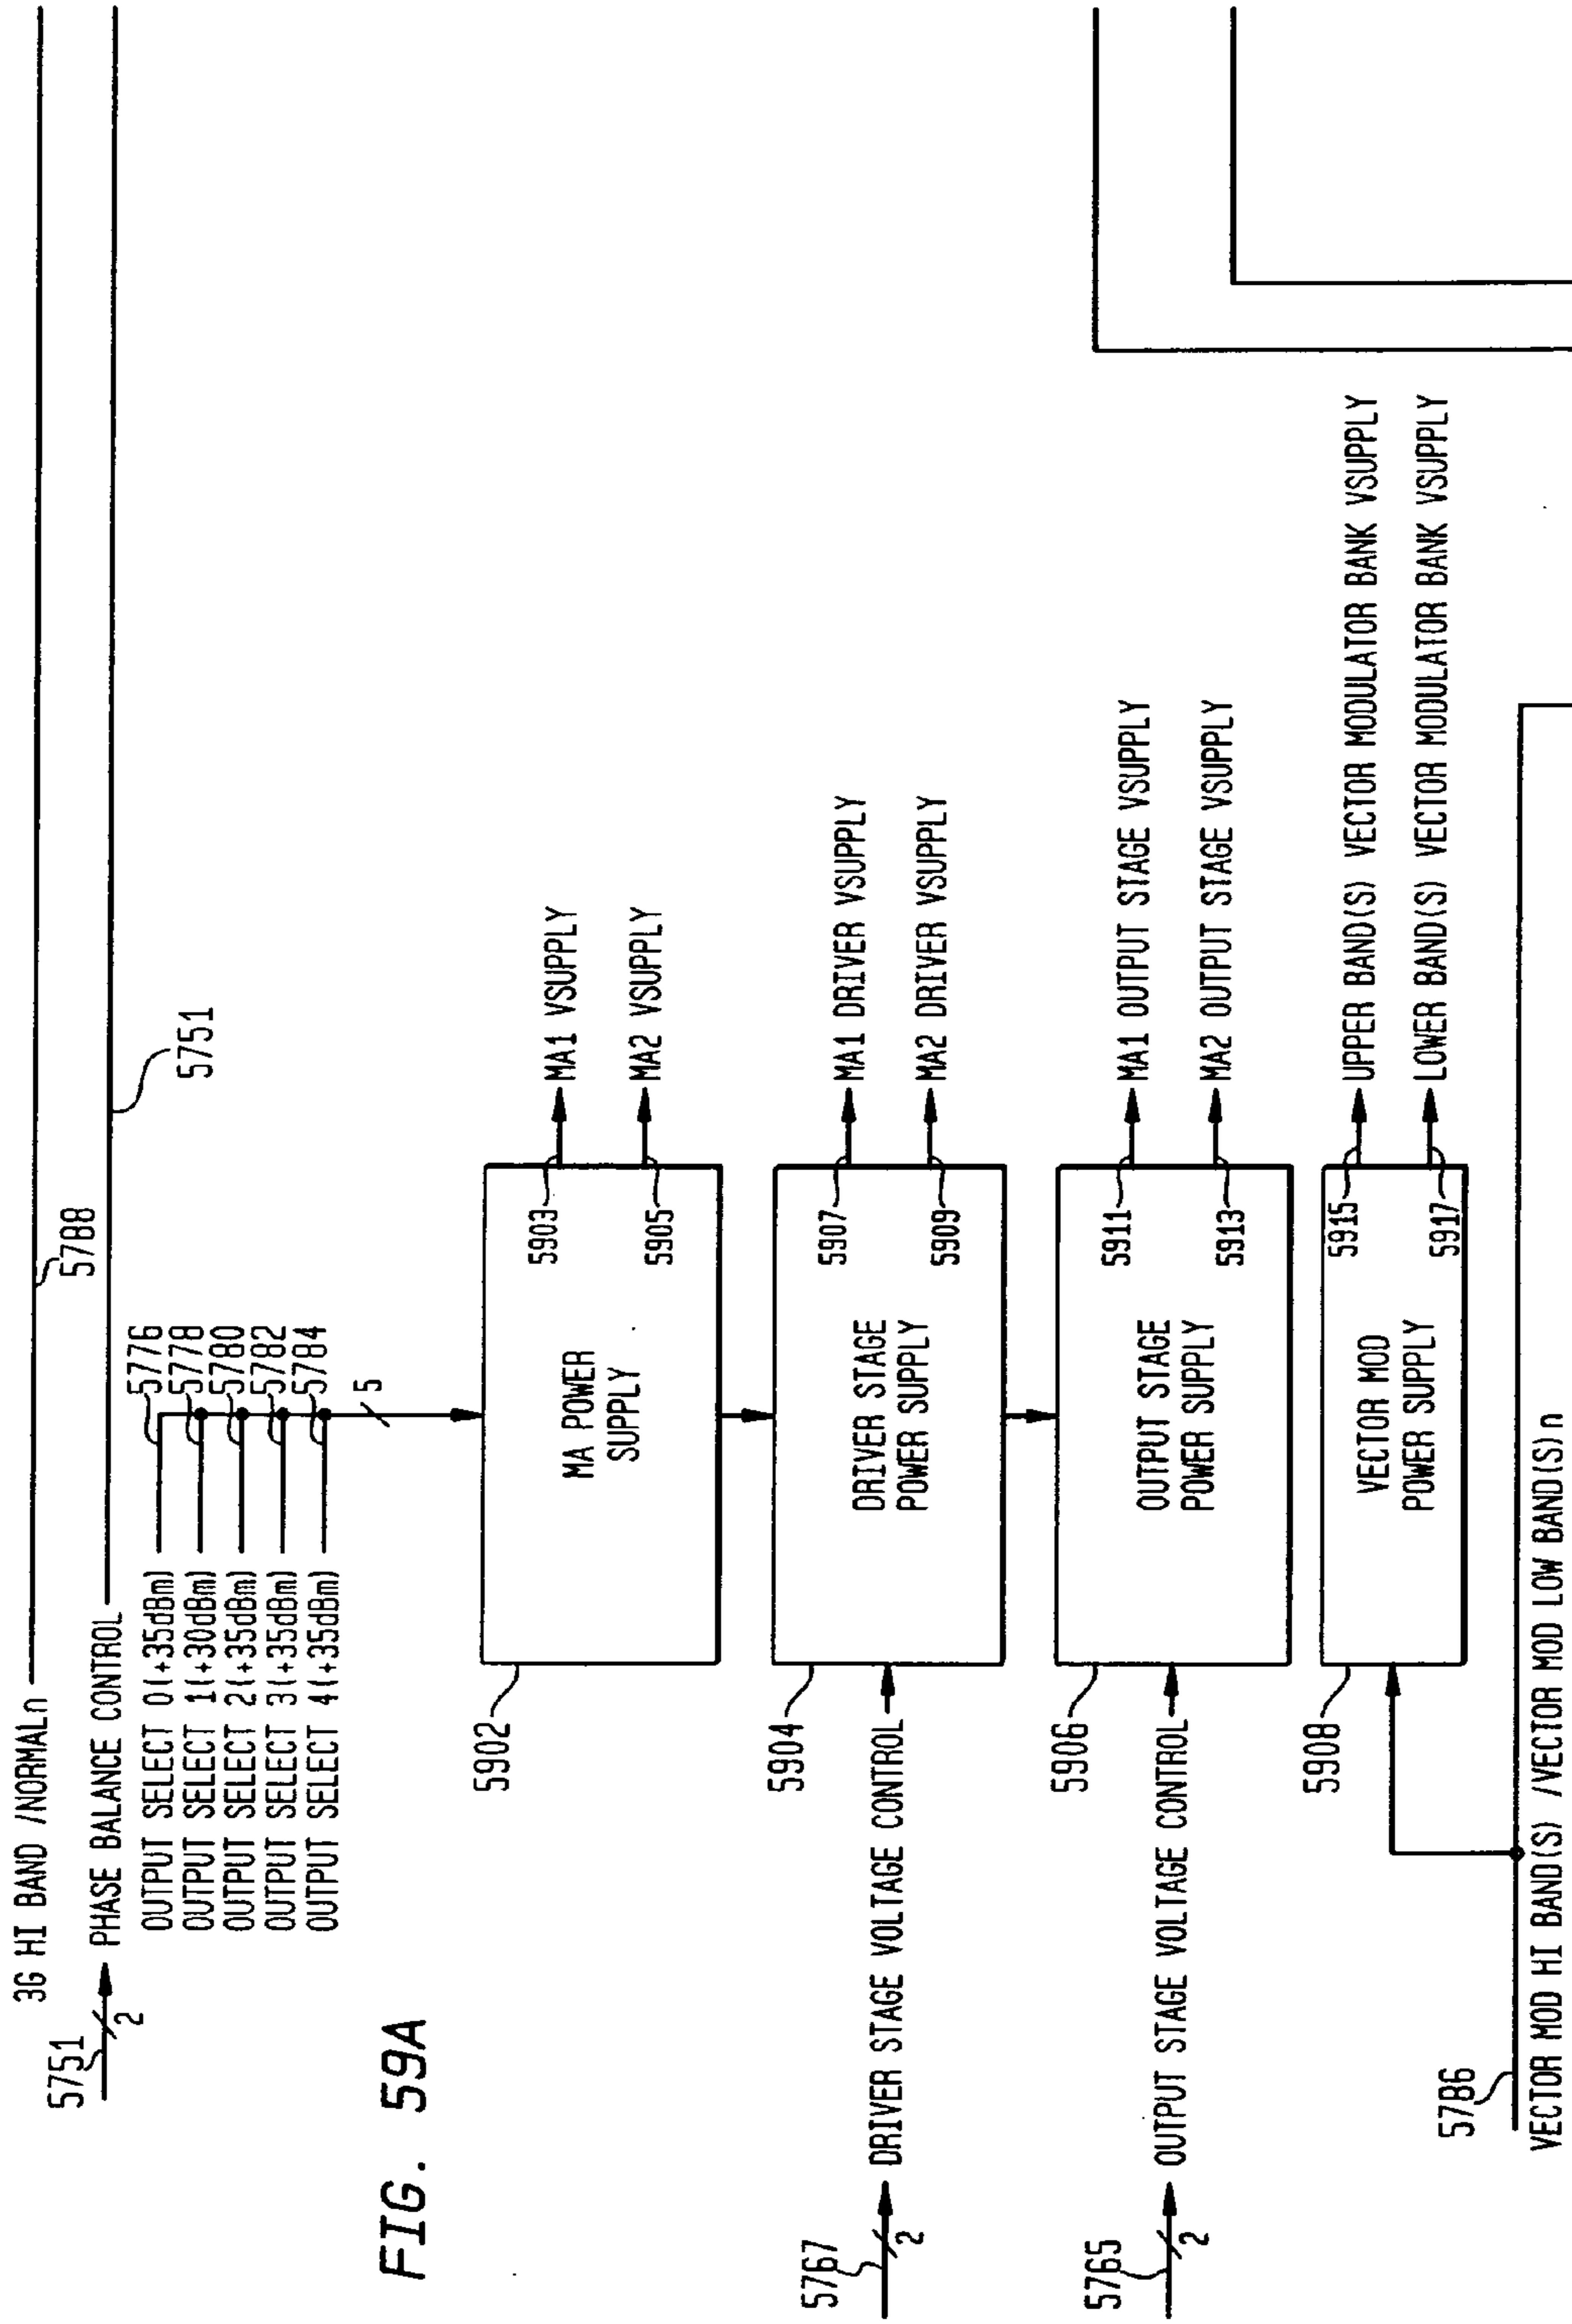 3G HI BAND /NORMALn
5788
5751
2
PHASE BALANCE CONTROL
5751
OUTPUT SELECT 0(+35dBm)
5776
OUTPUT SELECT 1(+30dBm)
5778
OUTPUT SELECT 2(+35dBm)
5780
OUTPUT SELECT 3(+35dBm)
5782
OUTPUT SELECT 4(+35dBm)
5784
5
FIG. 59A
5902
MA POWER
SUPPLY
5903
MA1 VSUPPLY
5905
MA2 VSUPPLY
5767
2
DRIVER STAGE VOLTAGE CONTROL
5904
DRIVER STAGE
POWER SUPPLY
5907
MA1 DRIVER VSUPPLY
5909
MA2 DRIVER VSUPPLY
5765
2
OUTPUT STAGE VOLTAGE CONTROL
5906
OUTPUT STAGE
POWER SUPPLY
5911
MA1 OUTPUT STAGE VSUPPLY
5913
MA2 OUTPUT STAGE VSUPPLY
5908
VECTOR MOD
POWER SUPPLY
5915
UPPER BAND(S) VECTOR MODULATOR BANK VSUPPLY
5917
LOWER BAND(S) VECTOR MODULATOR BANK VSUPPLY
5786
VECTOR MOD HI BAND(S) /VECTOR MOD LOW BAND(S)n